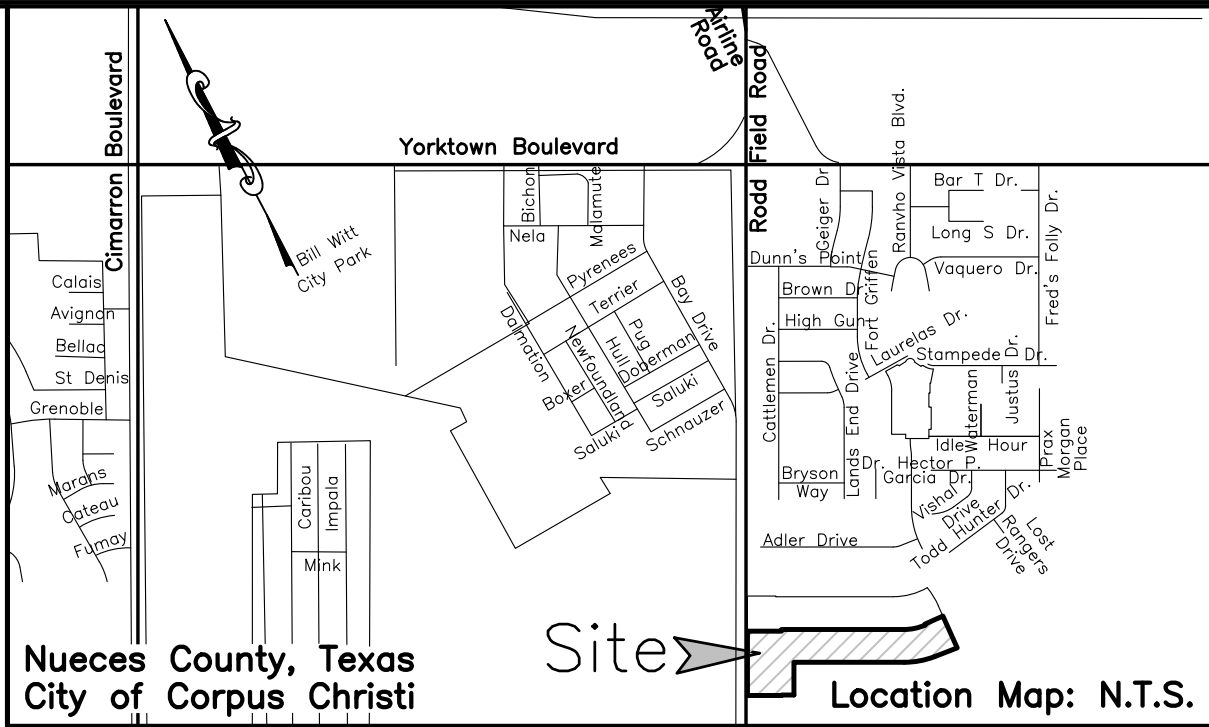 Airline
Road
Cimarron Boulevard
Yorktown Boulevard
Rodd Field Road
Bill Witt
City Park
Calais
Avignon
Bellac
St Denis
Grenoble
Marans
Cateau
Fumay
Bichon
Malamute
Nela
Pyrenees
Terrier
Bay Drive
Dalmation
Newfoundland
Pug
Hull
Doberman
Boxer
Saluki
Saluki
Schnauzer
Caribou
Impala
Mink
Geiger Dr.
Ranvho Vista Blvd.
Bar T Dr.
Long S Dr.
Fred's Folly Dr.
Dunn's Point
Vaquero Dr.
Brown Dr.
High Gun
Fort Griffen
Laurelas Dr.
Stampede Dr.
Cattlemen Dr.
Lands End Drive
Waterman
Justus Dr.
Idle Hour
Prax
Morgan
Place
Bryson
Way
Dr. Hector P.
Garcia Dr.
Vishal
Drive
Todd Hunter Dr.
Lost
Rangers
Drive
Adler Drive
Site
Nueces County, Texas
City of Corpus Christi
Location Map: N.T.S.